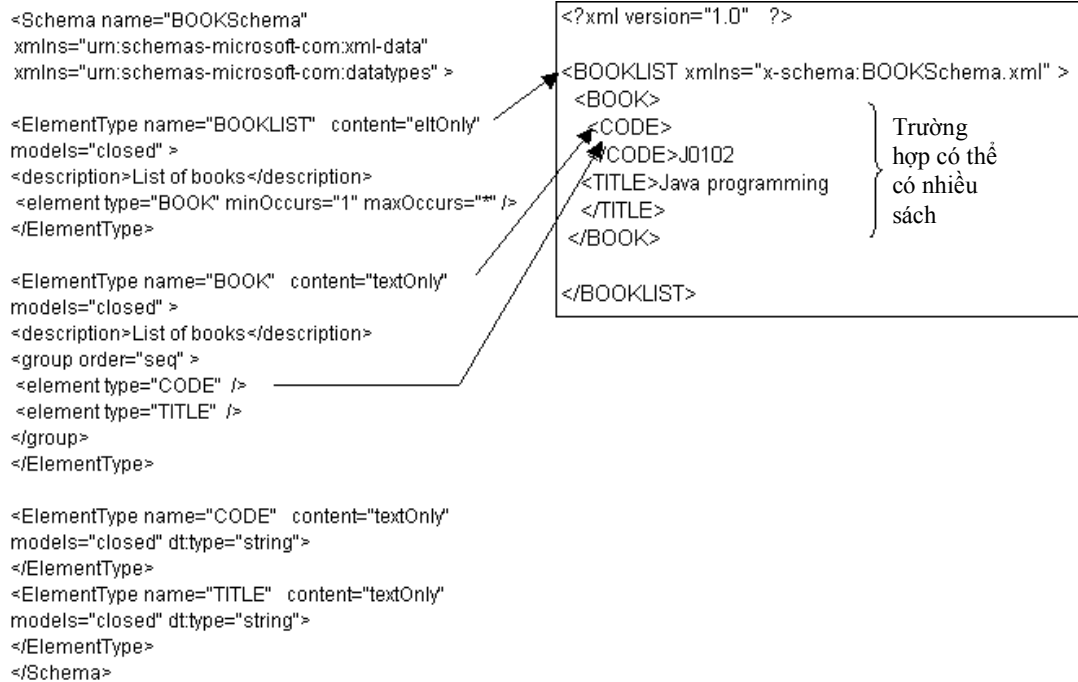 <Schema name="BOOKSchema"
xmlns="urn:schemas-microsoft-com:xml-data"
xmlns="urn:schemas-microsoft-com:datatypes" >
<ElementType name="BOOKLIST" content="eltOnly"
models="closed" >
<description>List of books</description>
<element type="BOOK" minOccurs="1" maxOccurs="*" />
</ElementType>
<ElementType name="BOOK" content="textOnly"
models="closed" >
<description>List of books</description>
<group order="seq" >
<element type="CODE" />
<element type="TITLE" />
</group>
</ElementType>
<ElementType name="CODE" content="textOnly"
models="closed" dt:type="string">
</ElementType>
<ElementType name="TITLE" content="textOnly"
models="closed" dt:type="string">
</ElementType>
</Schema>
<?xml version="1.0" ?>
<BOOKLIST xmlns="x-schema:BOOKSchema.xml" >
<BOOK>
<CODE>
</CODE>J0102
<TITLE>Java programming
</TITLE>
</BOOK>
</BOOKLIST>
Trường
hợp có thể
có nhiều
sách